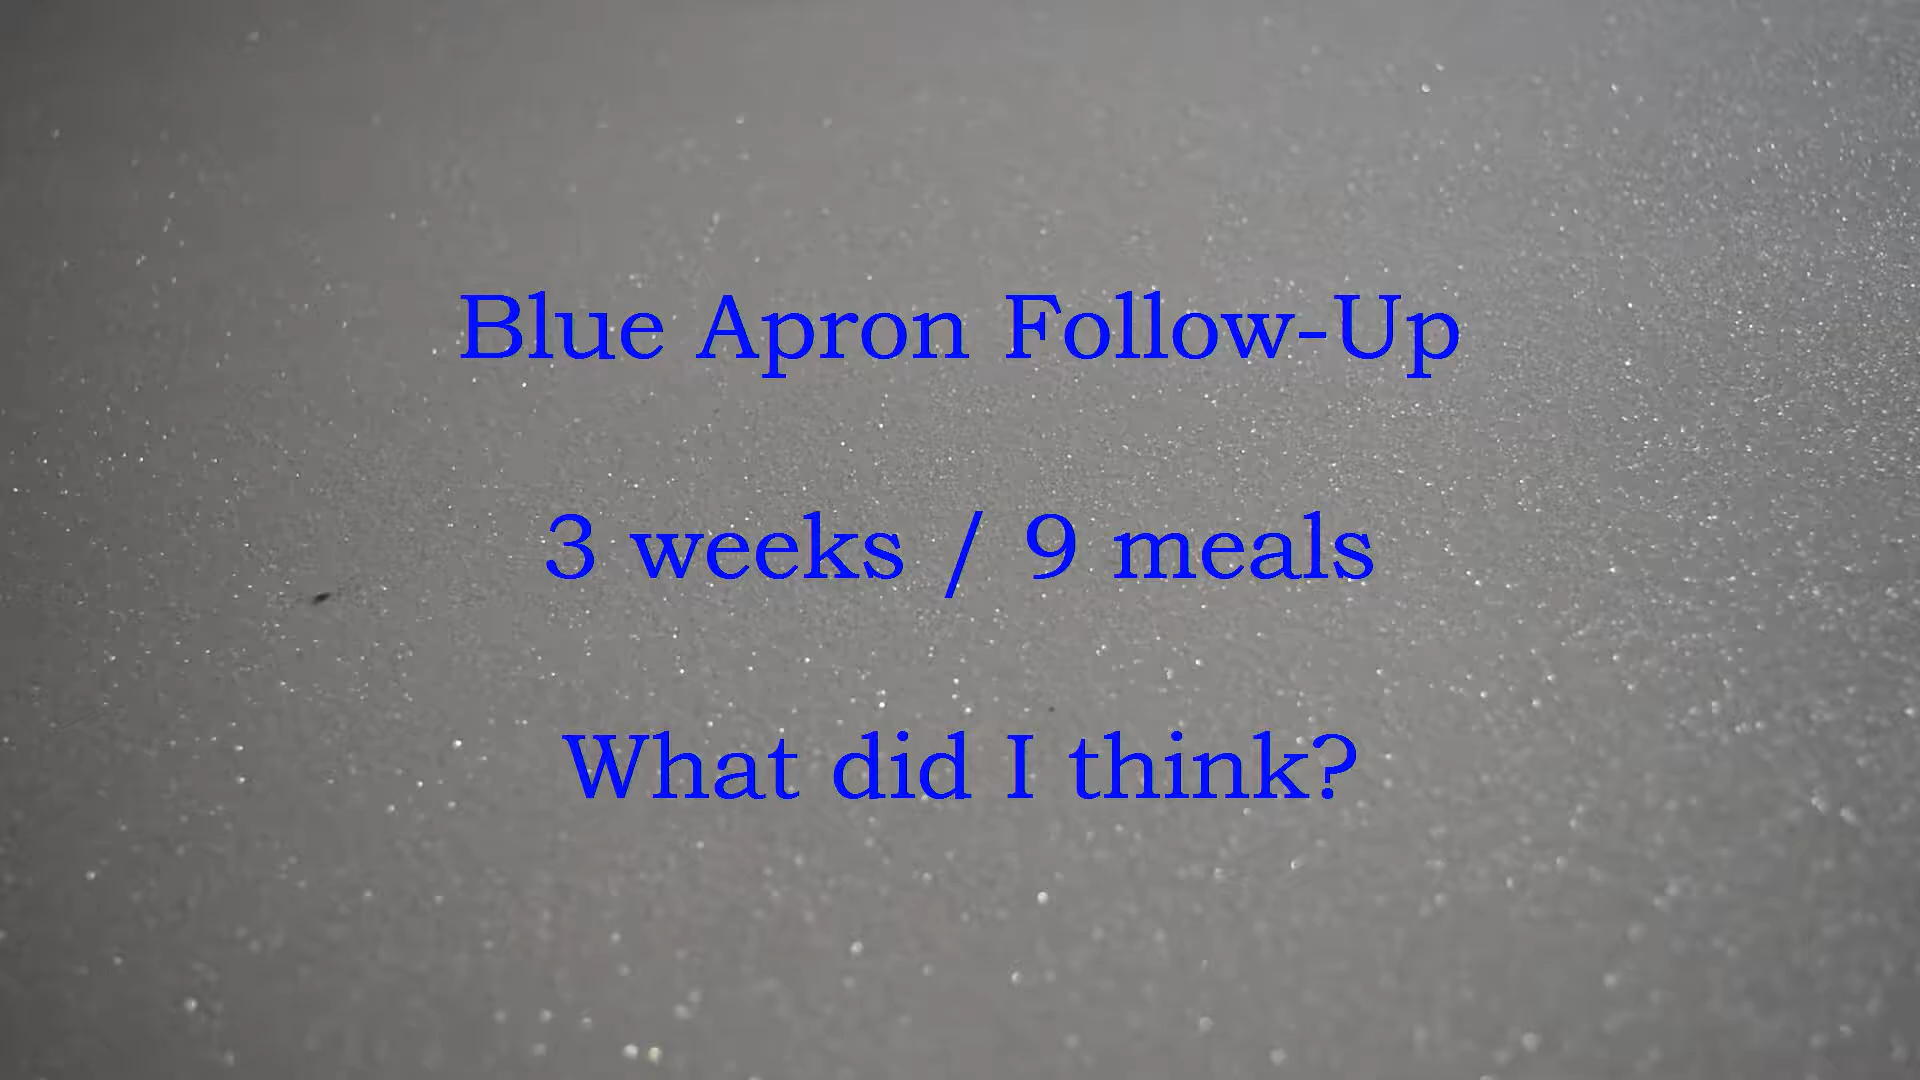 Blue Apron Follow-Up
3 weeks / 9 meals
What did I think?